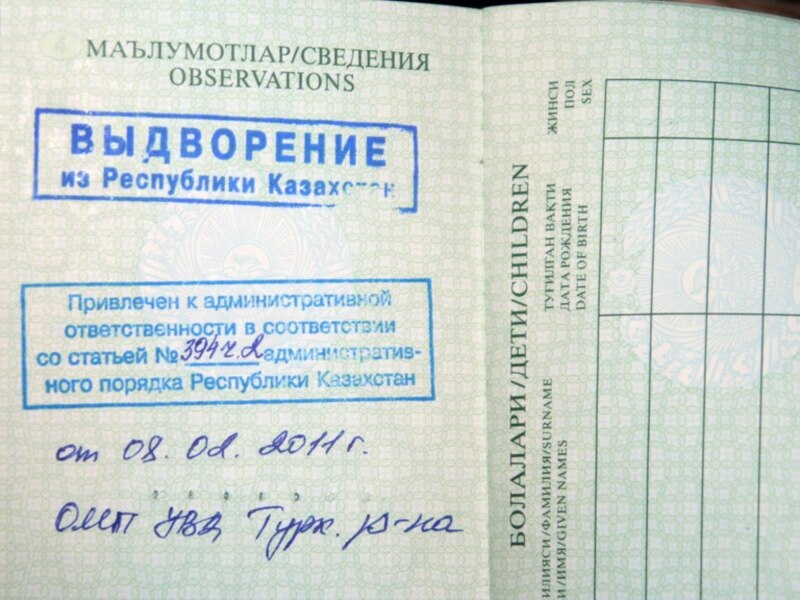 4
МАЪЛУМОТЛАР/СВЕДЕНИЯ
OBSERVATIONS
ВЫДВОРЕНИЕ
из Республики Казахстан
Привлечен к административной
ответственности в соответствии
со статьей № 394 ч. 2 административ-
ного порядка Республики Казахстан
от 08. 02. 2011 г.
ОМП УВД Турк. р-на
ЖИНСИ
ПОЛ
SEX
ТУҒИЛГАН ВАҚТИ
ДАТА РОЖДЕНИЯ
DATE OF BIRTH
БОЛАЛАРИ/ДЕТИ/CHILDREN
/ФАМИЛИЯ/SURNAME
/ИМЯ/GIVEN NAMES